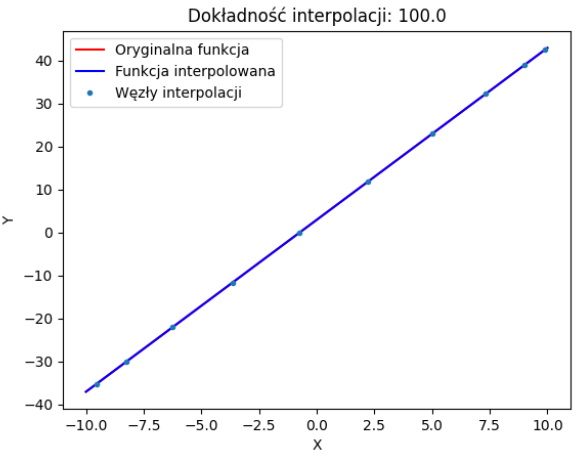 Dokładność interpolacji: 100.0
Oryginalna funkcja
Funkcja interpolowana
Węzły interpolacji
40
30
20
10
0
−10
−20
−30
−40
Y
−10.0 −7.5 −5.0 −2.5 0.0 2.5 5.0 7.5 10.0
X